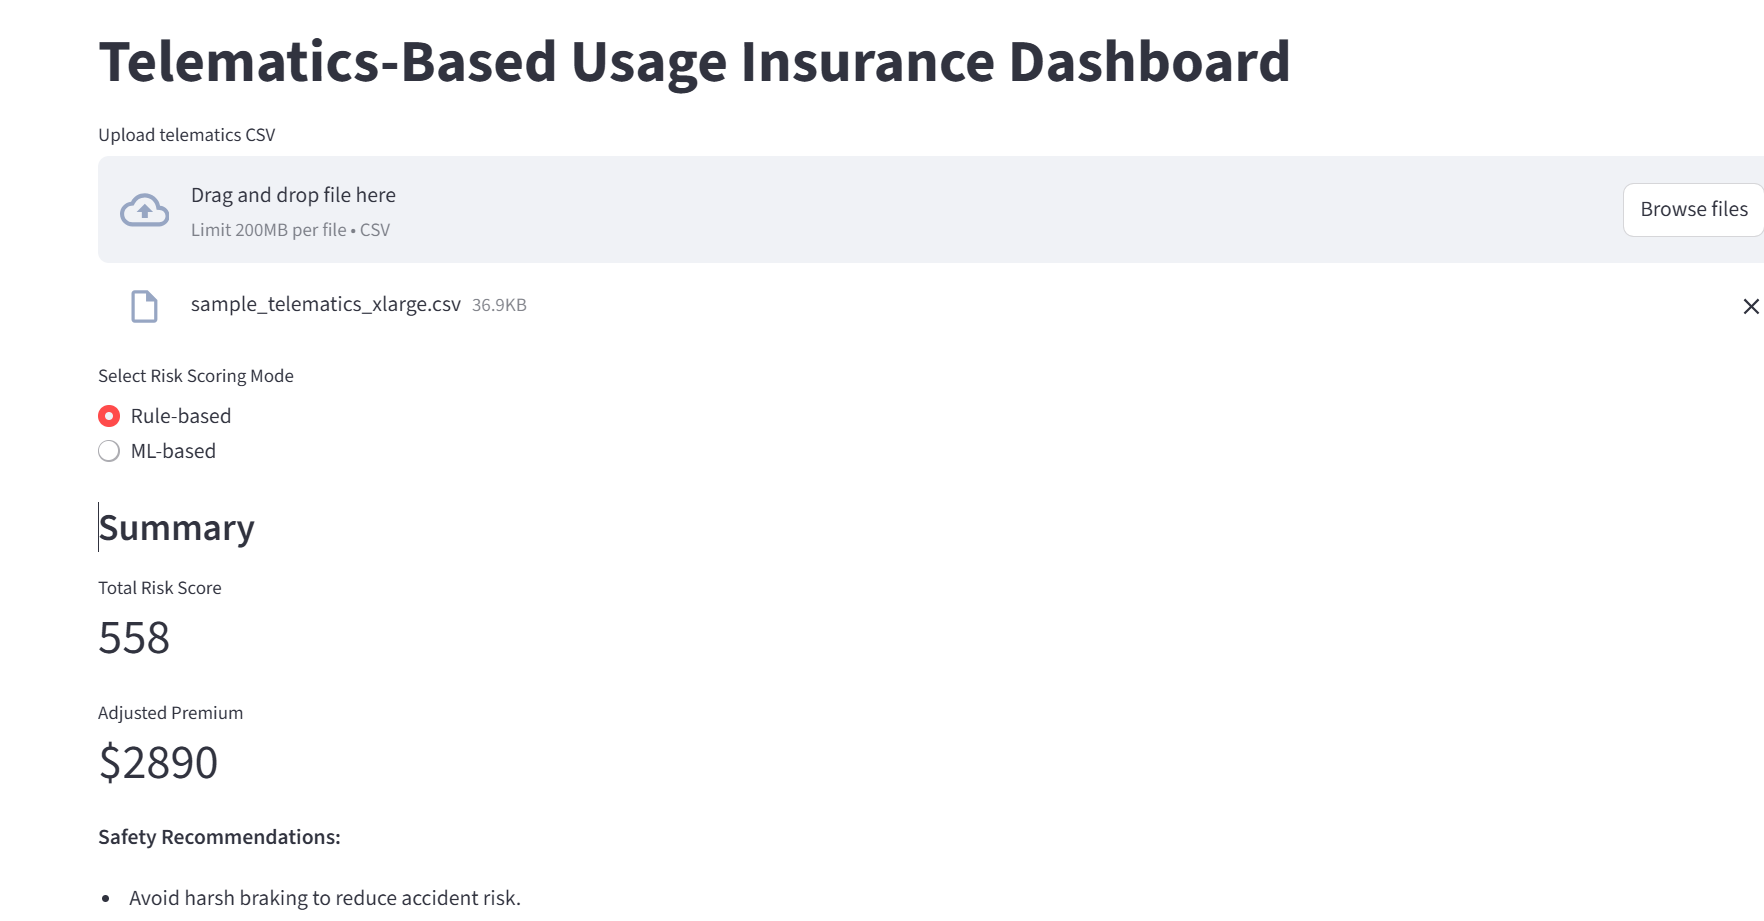 Telematics-Based Usage Insurance Dashboard
Upload telematics CSV
Drag and drop file here
Limit 200MB per file • CSV
Browse files
sample_telematics_xlarge.csv 36.9KB
Select Risk Scoring Mode
Rule-based
ML-based
Summary
Total Risk Score
558
Adjusted Premium
$2890
Safety Recommendations:
• Avoid harsh braking to reduce accident risk.